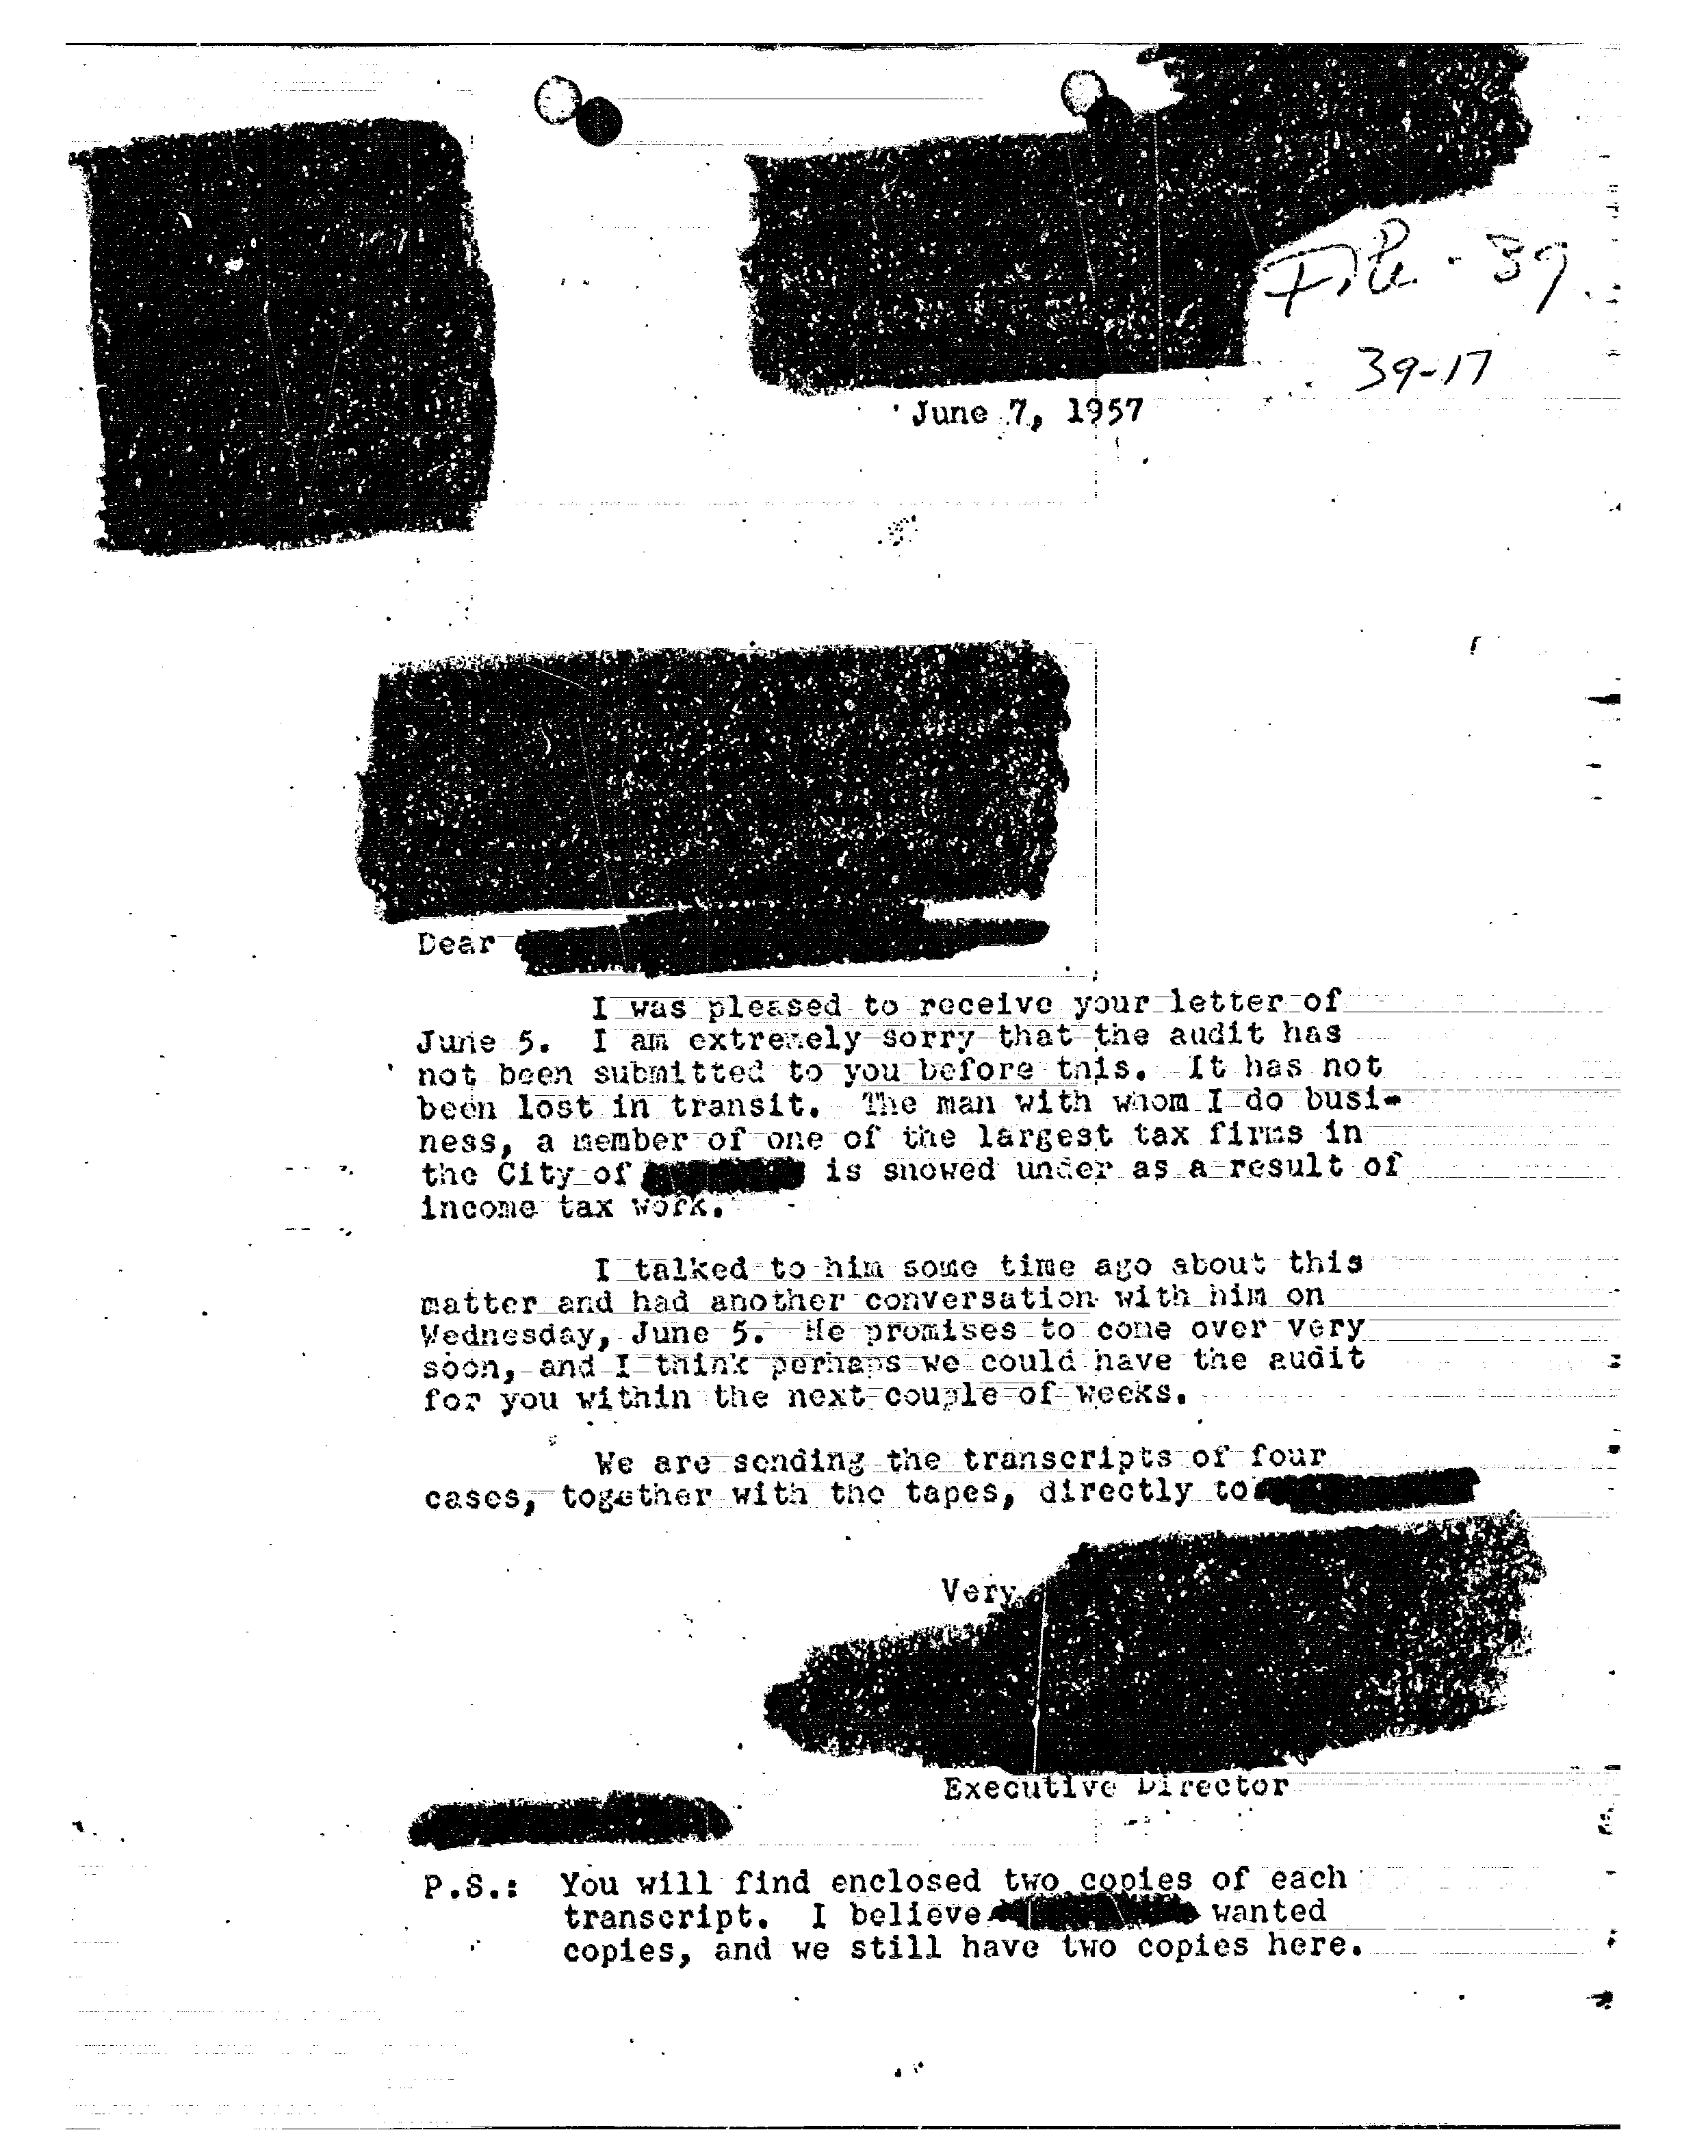 File - 39
39-17
June 7, 1957
Dear
I was pleased to receive your letter of
June 5. I am extremely sorry that the audit has
not been submitted to you before this. It has not
been lost in transit. The man with whom I do busi-
ness, a member of one of the largest tax firms in
the City of is snowed under as a result of
income tax work.
I talked to him some time ago about this
matter and had another conversation with him on
Wednesday, June 5. He promises to come over very
soon, and I think perhaps we could have the audit
for you within the next couple of weeks.
We are sending the transcripts of four
cases, together with the tapes, directly to
Very
Executive Director
P.S.: You will find enclosed two copies of each
transcript. I believe wanted
copies, and we still have two copies here.